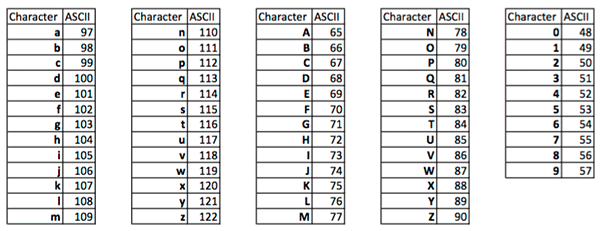 Character ASCII Character ASCII Character ASCII Character ASCII Character ASCII
a 97 n 110 A 65 N 78 0 48
b 98 o 111 B 66 O 79 1 49
c 99 p 112 C 67 P 80 2 50
d 100 q 113 D 68 Q 81 3 51
e 101 r 114 E 69 R 82 4 52
f 102 s 115 F 70 S 83 5 53
g 103 t 116 G 71 T 84 6 54
h 104 u 117 H 72 U 85 7 55
i 105 v 118 I 73 V 86 8 56
j 106 w 119 J 74 W 87 9 57
k 107 x 120 K 75 X 88
l 108 y 121 L 76 Y 89
m 109 z 122 M 77 Z 90